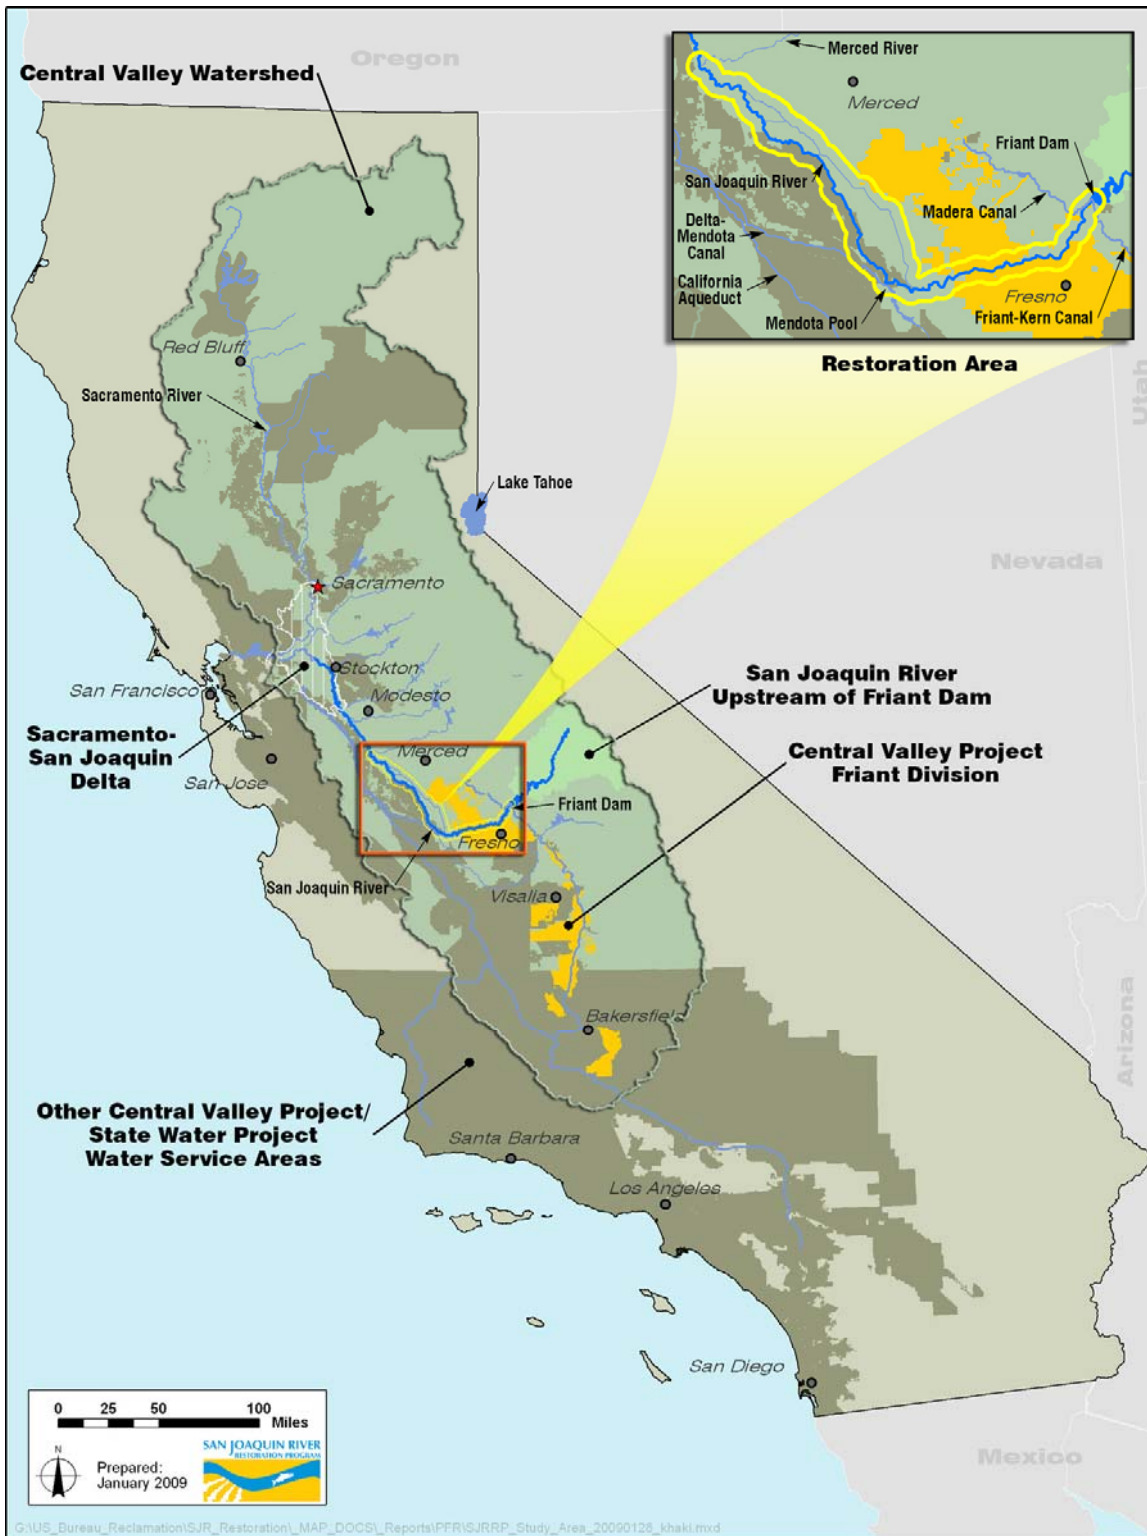 Oregon
Central Valley Watershed
Merced River
Merced
Friant Dam
San Joaquin River
Madera Canal
Delta-
Mendota
Canal
California
Aqueduct
Fresno
Mendota Pool
Friant-Kern Canal
Restoration Area
Utah
Red Bluff
Sacramento River
Lake Tahoe
Nevada
Sacramento
Stockton
San Francisco
Modesto
San Joaquin River
Upstream of Friant Dam
Sacramento-
San Joaquin
Delta
Merced
San Jose
Central Valley Project
Friant Division
Friant Dam
Fresno
San Joaquin River
Visalia
Arizona
Bakersfield
Other Central Valley Project/
State Water Project
Water Service Areas
Santa Barbara
Los Angeles
San Diego
Mexico
0 25 50 100
Miles
N
Prepared:
January 2009
SAN JOAQUIN RIVER
RESTORATION PROGRAM
G:\US_Bureau_Reclamation\SJR_Restoration\_MAP_DOCS\_Reports\PFR\SJRRP_Study_Area_20090128_khaki.mxd